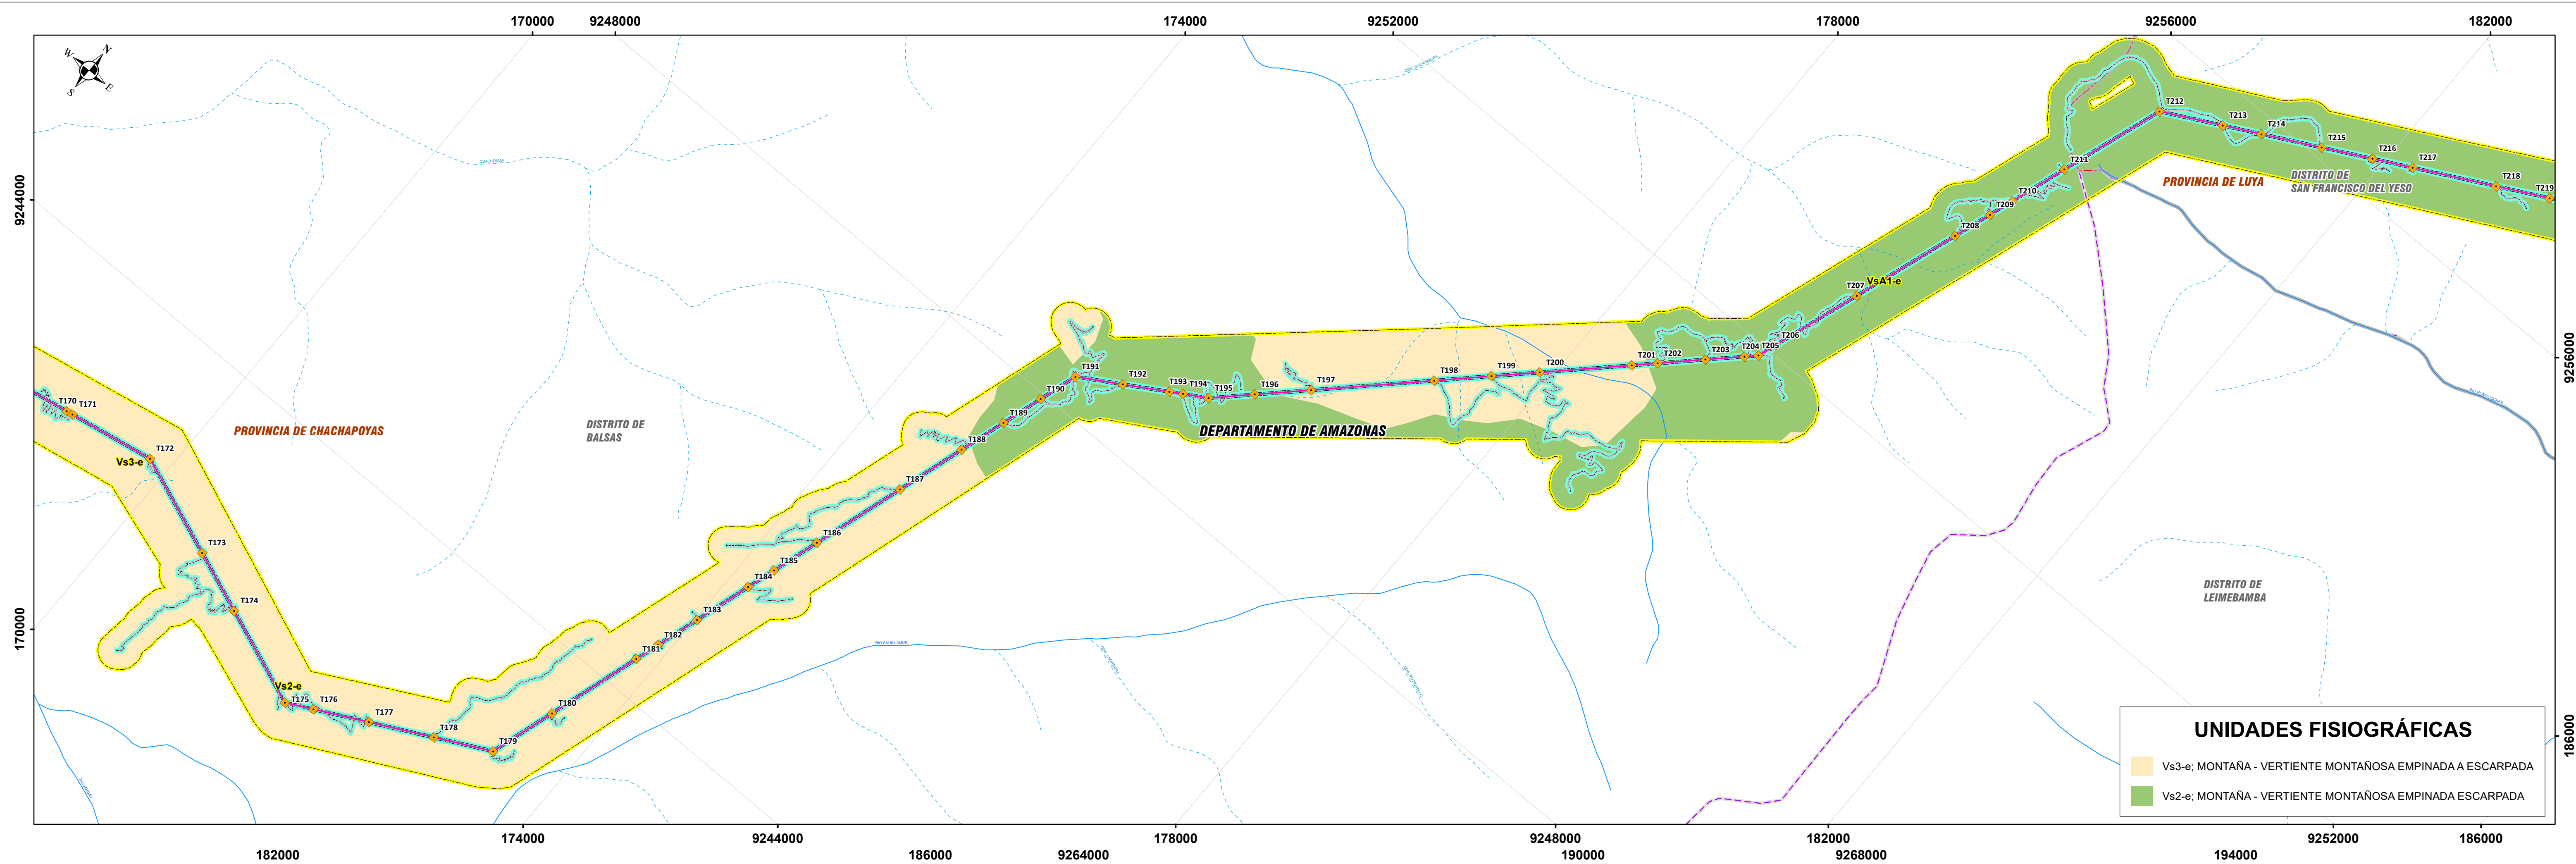 170000 9248000 174000 9252000 178000 9256000 182000
W N
S E
9244000
170000
9256000
186000
QDA. HONDA
PROVINCIA DE CHACHAPOYAS
DISTRITO DE
BALSAS
DEPARTAMENTO DE AMAZONAS
PROVINCIA DE LUYA
DISTRITO DE
SAN FRANCISCO DEL YESO
DISTRITO DE
LEIMEBAMBA
Vs3-e
Vs2-e
VsA1-e
T170
T171
T172
T173
T174
T175
T176
T177
T178
T179
T180
T181
T182
T183
T184
T185
T186
T187
T188
T189
T190
T191
T192
T193
T194
T195
T196
T197
T198
T199
T200
T201
T202
T203
T204
T205
T206
T207
T208
T209
T210
T211
T212
T213
T214
T215
T216
T217
T218
T219
UNIDADES FISIOGRÁFICAS
Vs3-e; MONTAÑA - VERTIENTE MONTAÑOSA EMPINADA A ESCARPADA
Vs2-e; MONTAÑA - VERTIENTE MONTAÑOSA EMPINADA ESCARPADA
174000 9244000 178000 9248000 182000 9252000 186000
182000 186000 9264000 190000 9268000 194000